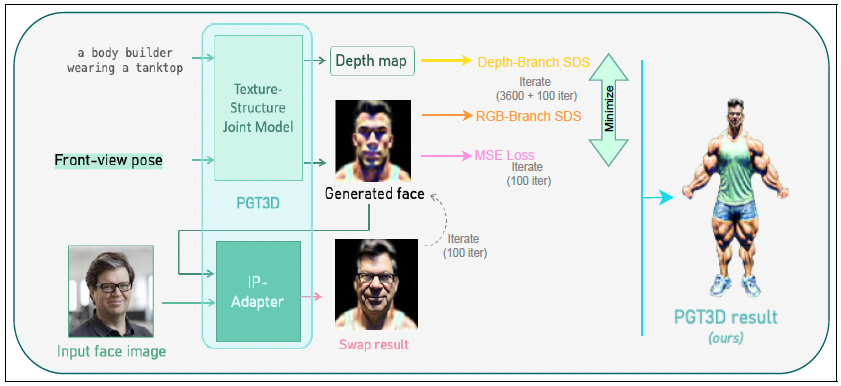 a body builder
wearing a tanktop
Front-view pose
Input face image
Texture-
Structure
Joint Model
PGT3D
IP-
Adapter
Depth map
Generated face
Swap result
Depth-Branch SDS
Iterate
(3600 + 100 iter)
RGB-Branch SDS
MSE Loss
Iterate
(100 iter)
Iterate
(100 iter)
Minimize
PGT3D result
(ours)